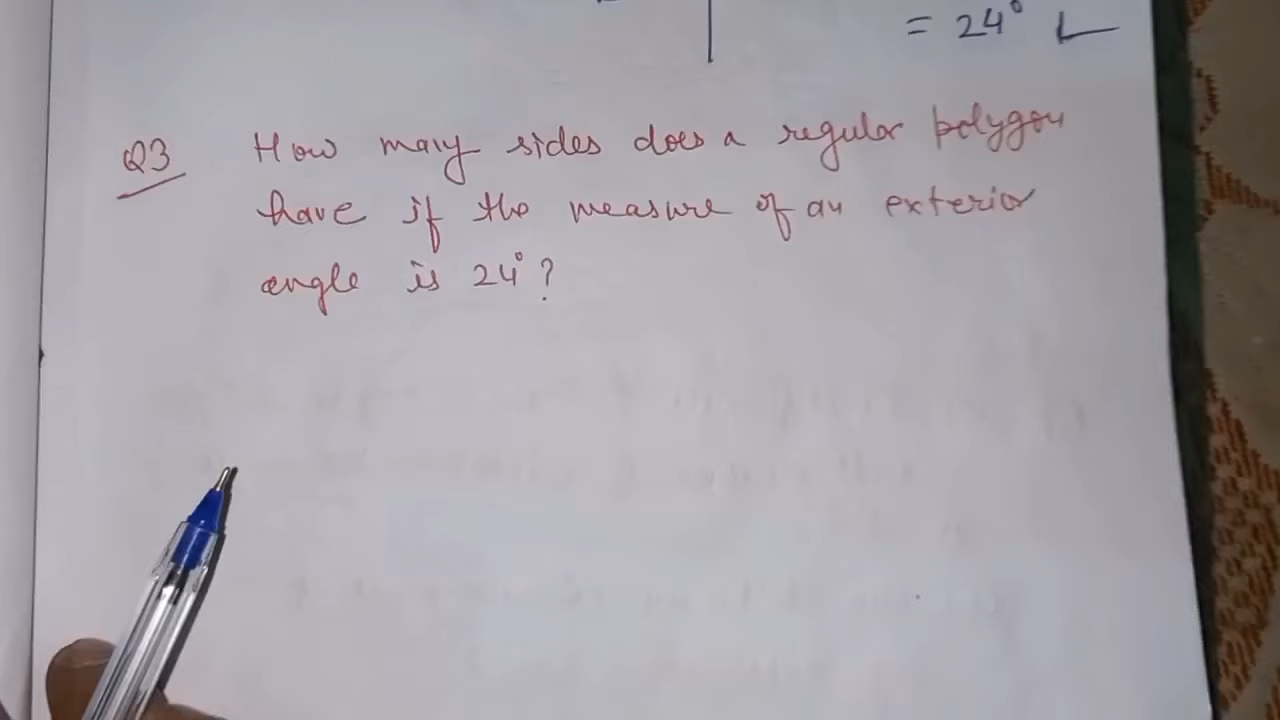 = 24°
Q3 How many sides does a regular polygon
have if the measure of an exterior
angle is 24°?